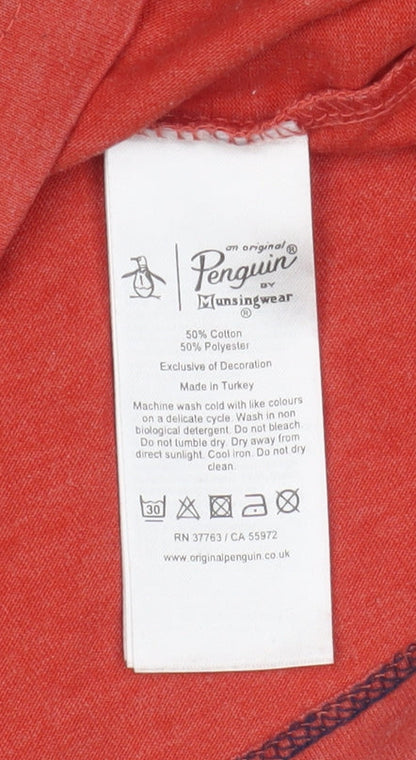 an original®
Penguin
BY
Munsingwear
®
50% Cotton
50% Polyester
Exclusive of Decoration
Made in Turkey
Machine wash cold with like colours
on a delicate cycle. Wash in non
biological detergent. Do not bleach.
Do not tumble dry. Dry away from
direct sunlight. Cool iron. Do not dry
clean.
30
RN 37763 / CA 55972
www.originalpenguin.co.uk